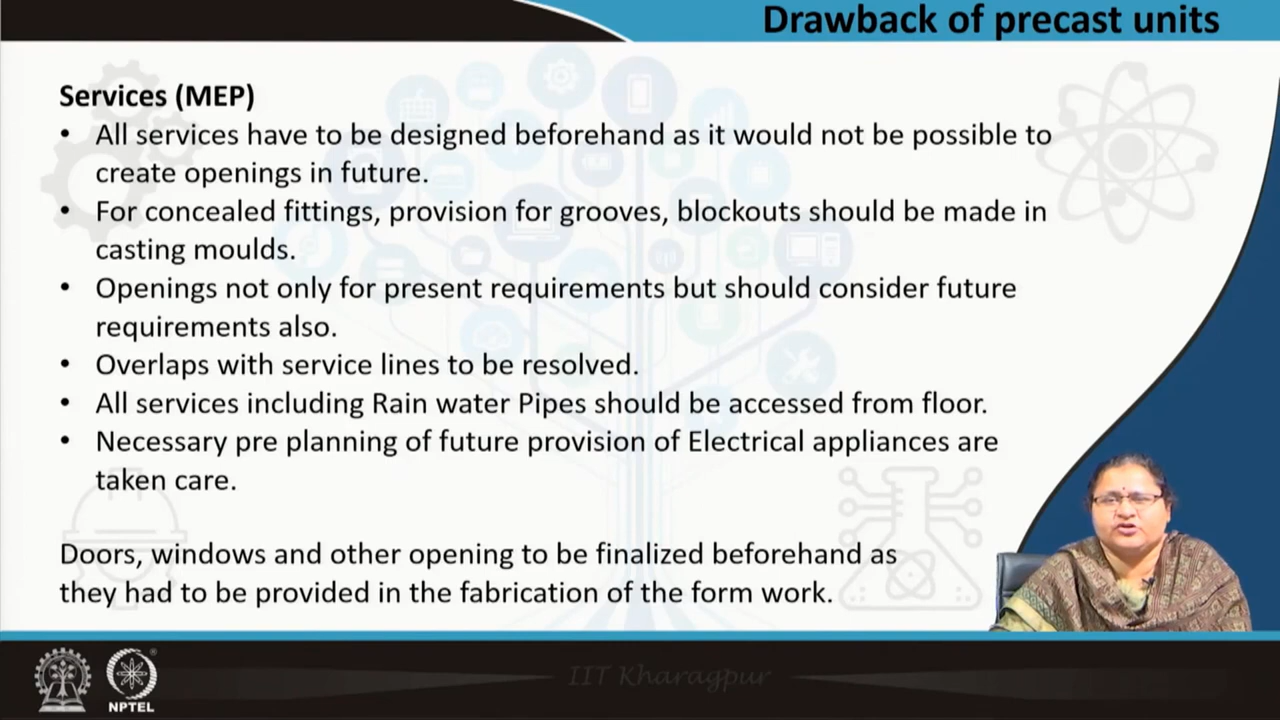 Drawback of precast units
Services (MEP)
• All services have to be designed beforehand as it would not be possible to
create openings in future.
• For concealed fittings, provision for grooves, blockouts should be made in
casting moulds.
• Openings not only for present requirements but should consider future
requirements also.
• Overlaps with service lines to be resolved.
• All services including Rain water Pipes should be accessed from floor.
• Necessary pre planning of future provision of Electrical appliances are
taken care.
Doors, windows and other opening to be finalized beforehand as
they had to be provided in the fabrication of the form work.
IIT Kharagpur
NPTEL